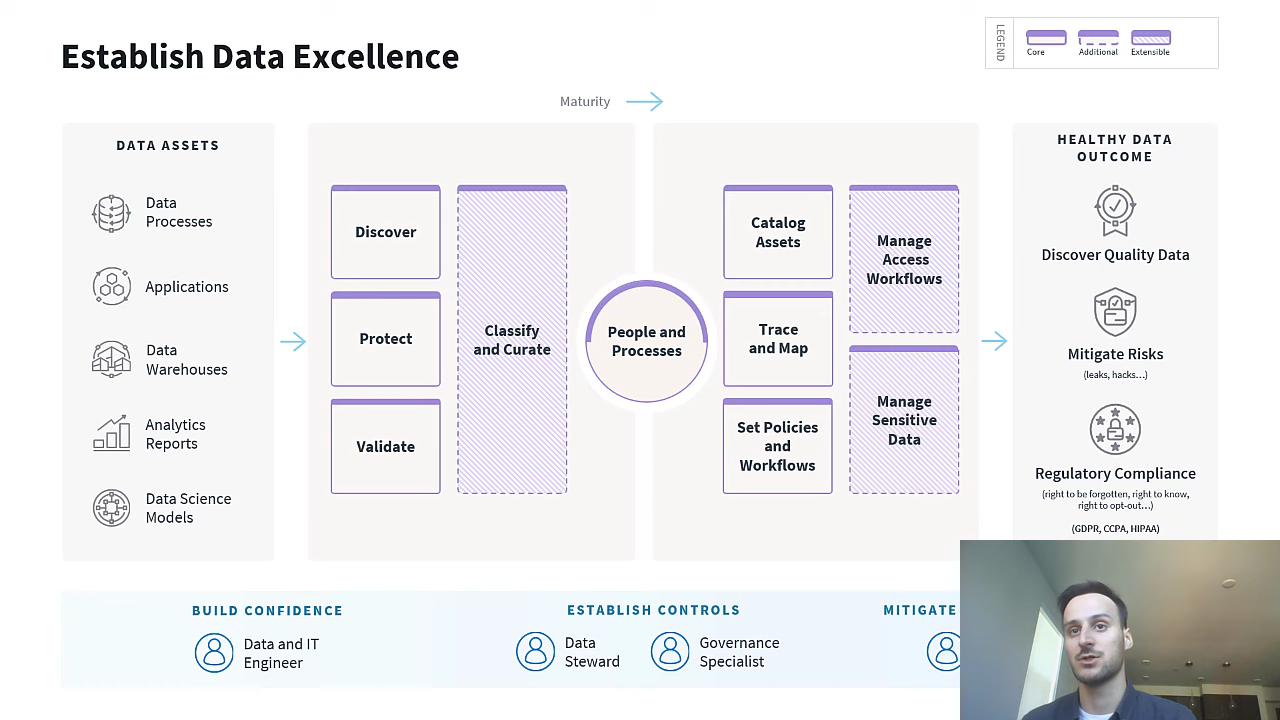 Establish Data Excellence
LEGEND
Core
Additional
Extensible
Maturity
DATA ASSETS
Data
Processes
Applications
Data
Warehouses
Analytics
Reports
Data Science
Models
Discover
Protect
Validate
Classify
and Curate
People and
Processes
Catalog
Assets
Trace
and Map
Set Policies
and
Workflows
Manage
Access
Workflows
Manage
Sensitive
Data
HEALTHY DATA
OUTCOME
Discover Quality Data
Mitigate Risks
(leaks, hacks...)
Regulatory Compliance
(right to be forgotten, right to know,
right to opt-out...)
(GDPR, CCPA, HIPAA)
BUILD CONFIDENCE
Data and IT
Engineer
ESTABLISH CONTROLS
Data
Steward
Governance
Specialist
MITIGATE